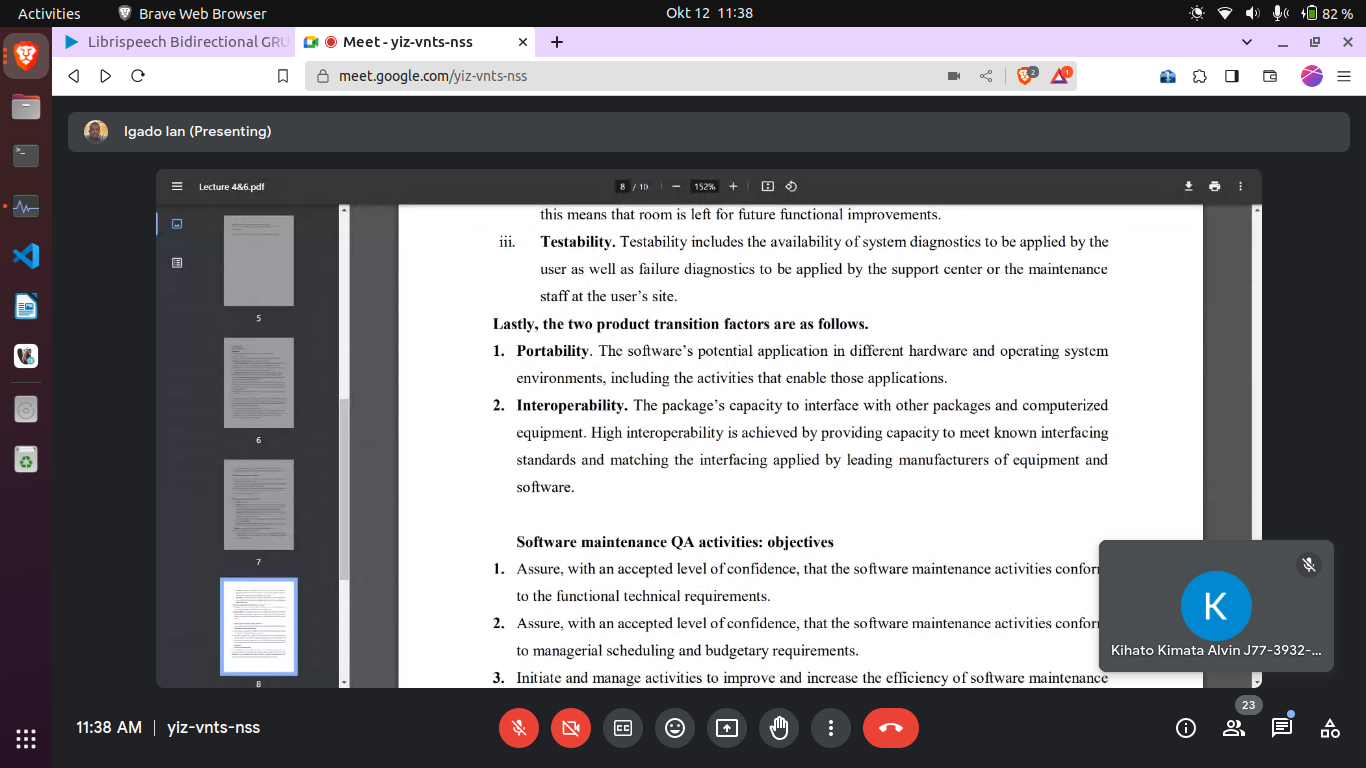 Activities
Brave Web Browser
Okt 12 11:38
82 %
Librispeech Bidirectional GRU
Meet - yiz-vnts-nss
meet.google.com/yiz-vnts-nss
2
1
Igado Ian (Presenting)
Lecture 4&6.pdf
8 / 10
152%
5
6
7
8
this means that room is left for future functional improvements.
iii. Testability. Testability includes the availability of system diagnostics to be applied by the
user as well as failure diagnostics to be applied by the support center or the maintenance
staff at the user's site.
Lastly, the two product transition factors are as follows.
1. Portability. The software's potential application in different hardware and operating system
environments, including the activities that enable those applications.
2. Interoperability. The package's capacity to interface with other packages and computerized
equipment. High interoperability is achieved by providing capacity to meet known interfacing
standards and matching the interfacing applied by leading manufacturers of equipment and
software.
Software maintenance QA activities: objectives
1. Assure, with an accepted level of confidence, that the software maintenance activities confor
to the functional technical requirements.
2. Assure, with an accepted level of confidence, that the software maintenance activities confor
to managerial scheduling and budgetary requirements.
3. Initiate and manage activities to improve and increase the efficiency of software maintenance
K
Kihato Kimata Alvin J77-3932-...
11:38 AM | yiz-vnts-nss
CC
23